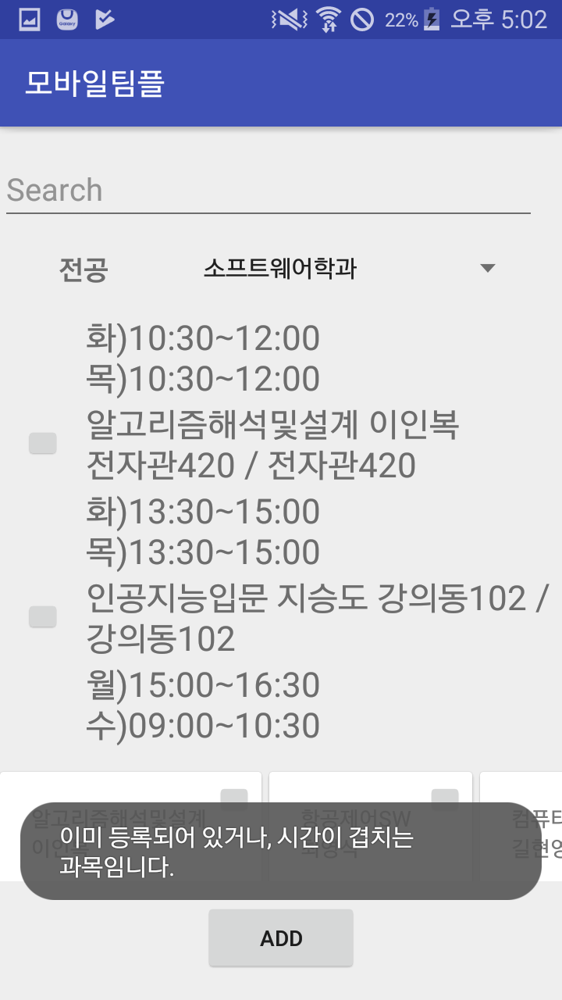 22% 오후 5:02
모바일팀플
Search
전공 소프트웨어학과
화)10:30~12:00
목)10:30~12:00
알고리즘해석및설계 이인복
전자관420 / 전자관420
화)13:30~15:00
목)13:30~15:00
인공지능입문 지승도 강의동102 /
강의동102
월)15:00~16:30
수)09:00~10:30
알고리즘해석및설계 항공제어SW 컴퓨터
이인복 최영식 길현영
이미 등록되어 있거나, 시간이 겹치는
과목입니다.
ADD